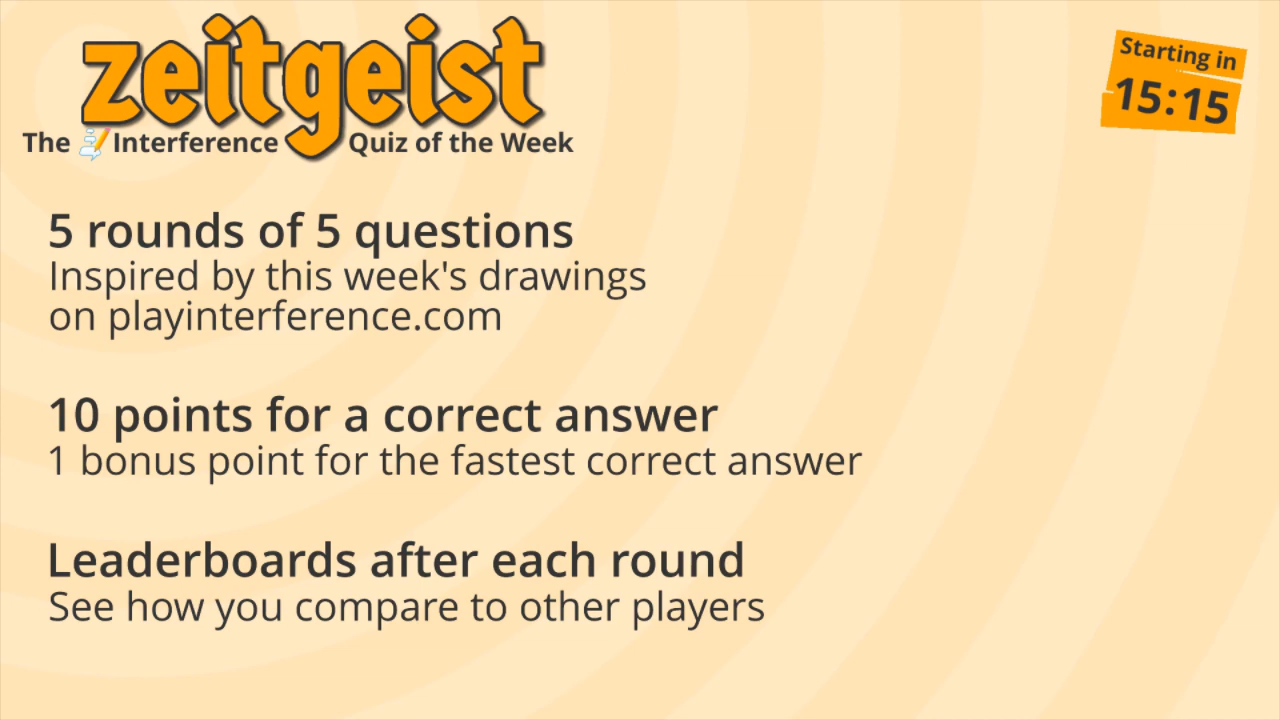 zeitgeist
The Interference Quiz of the Week
Starting in
15:15
5 rounds of 5 questions
Inspired by this week's drawings
on playinterference.com
10 points for a correct answer
1 bonus point for the fastest correct answer
Leaderboards after each round
See how you compare to other players